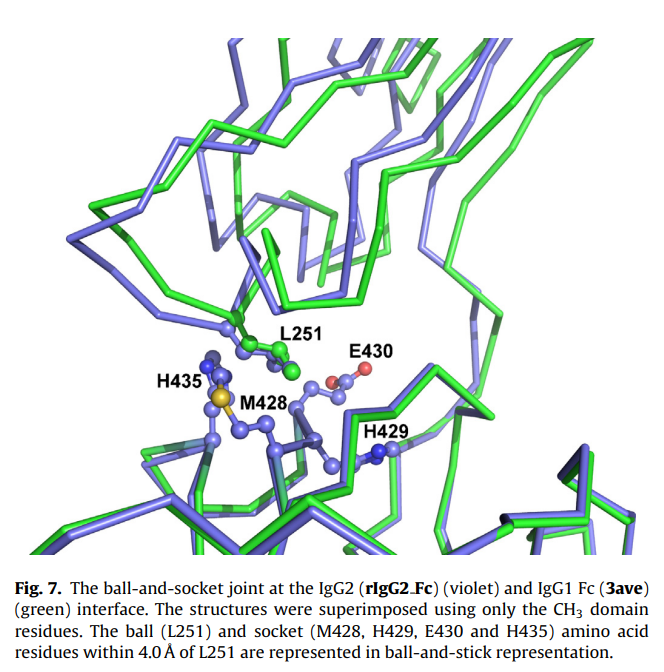 L251
E430
H435
M428
H429
Fig. 7. The ball-and-socket joint at the IgG2 (rIgG2_Fc) (violet) and IgG1 Fc (3ave)
(green) interface. The structures were superimposed using only the CH₃ domain
residues. The ball (L251) and socket (M428, H429, E430 and H435) amino acid
residues within 4.0 Å of L251 are represented in ball-and-stick representation.